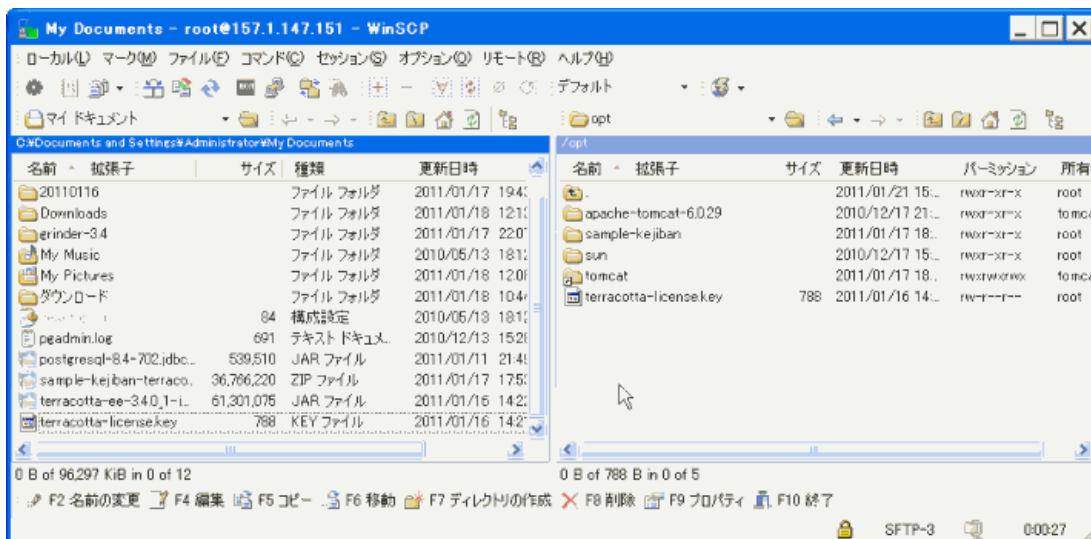 My Documents - root@157.1.147.151 - WinSCP
ローカル(L) マーク(M) ファイル(F) コマンド(C) セッション(S) オプション(O) リモート(R) ヘルプ(H)
デフォルト
マイ ドキュメント opt
C:¥Documents and Settings¥Administrator¥My Documents /opt
名前 拡張子 サイズ 種類 更新日時 名前 拡張子 サイズ 更新日時 パーミッション 所有
20110116 ファイル フォルダ 2011/01/17 19:4 . 2011/01/21 15:... rwxr-xr-x root
Downloads ファイル フォルダ 2011/01/18 12:1 apache-tomcat-6.0.29 2010/12/17 21:... rwxr-xr-x tomc
grinder-3.4 ファイル フォルダ 2011/01/17 22:0 sample-kejiban 2011/01/17 18:.. rwxr-xr-x root
My Music ファイル フォルダ 2010/05/13 18:1 sun 2010/12/17 15:.. rwxr-xr-x root
My Pictures ファイル フォルダ 2011/01/18 12:0 tomcat 2011/01/17 18.. rwxrwxrwx tomc
ダウンロード ファイル フォルダ 2011/01/18 10:4 terracotta-license.key 788 2011/01/16 14:... rw-r--r-- root
84 構成設定 2010/05/13 18:1
pgadmin.log 691 テキスト ドキュメ... 2010/12/13 15:2
postgresql-8.4-702.jdbc... 539,510 JAR ファイル 2011/01/11 21:4
sample-kejiban-terraco.. 36,766,220 ZIP ファイル 2011/01/17 17:5
terracotta-ee-3.4.0_1-i... 61,301,075 JAR ファイル 2011/01/16 14:2
terracotta-license.key 788 KEY ファイル 2011/01/16 14:2
0 B of 96,297 KiB in 0 of 12 0 B of 788 B in 0 of 5
F2 名前の変更 F4 編集 F5 コピー F6 移動 F7 ディレクトリの作成 F8 削除 F9 プロパティ F10 終了
SFTP-3 0:00:27